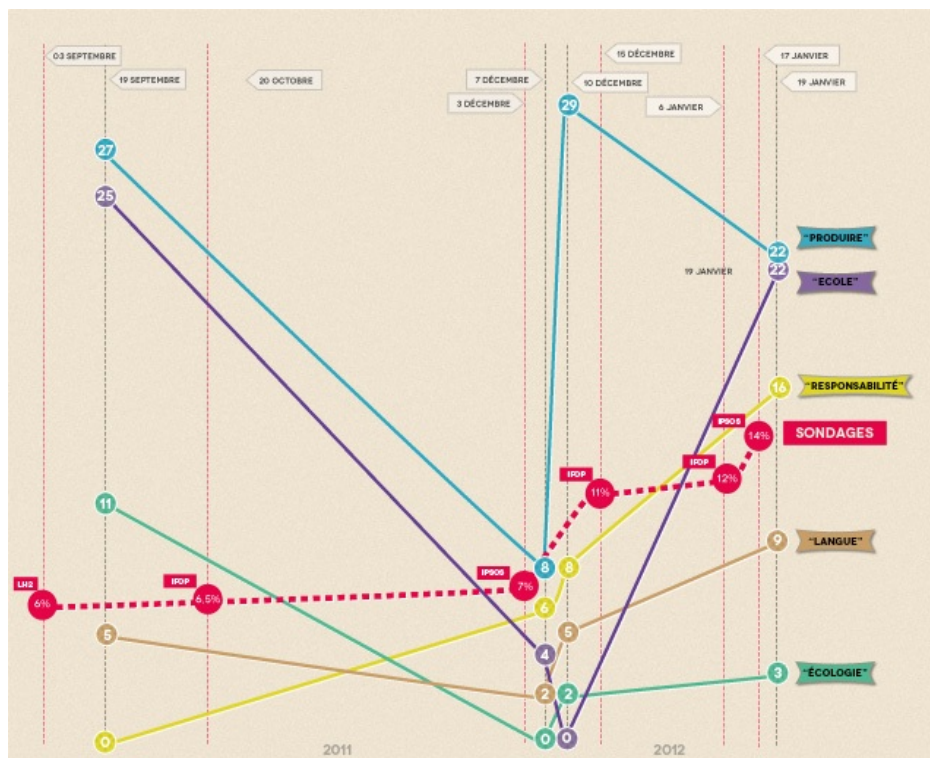 03 SEPTEMBRE
19 SEPTEMBRE
20 OCTOBRE
7 DÉCEMBRE
3 DÉCEMBRE
15 DÉCEMBRE
10 DÉCEMBRE
6 JANVIER
17 JANVIER
19 JANVIER
29
27
25
"PRODUIRE"
22
19 JANVIER
22
"ECOLE"
16
"RESPONSABILITÉ"
IPSOS
14%
SONDAGES
IFOP
12%
IFOP
11%
11
"LANGUE"
9
8
8
IPSOS
7%
LH2
6%
IFOP
6,5%
6
5
5
4
2
2
"ÉCOLOGIE"
3
0
0
0
2011
2012